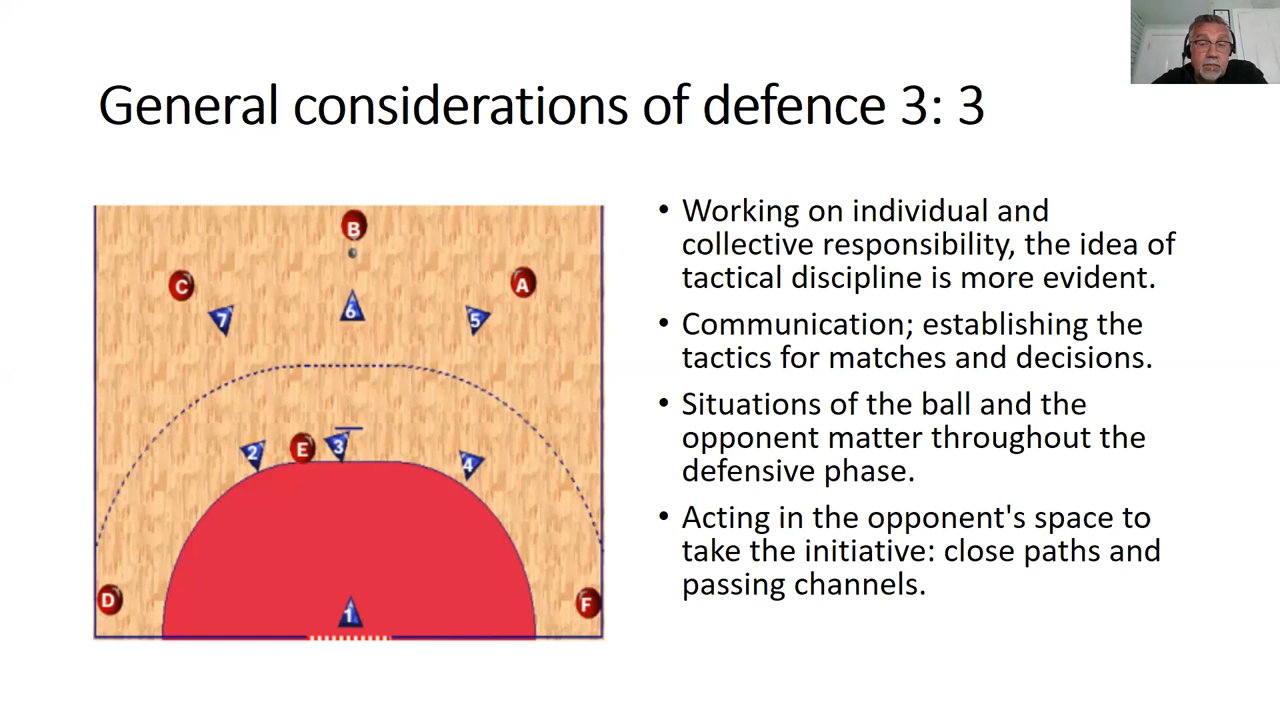 General considerations of defence 3: 3
B
C
A
7
6
5
2
E
3
4
D
F
1
• Working on individual and
collective responsibility, the idea of
tactical discipline is more evident.
• Communication; establishing the
tactics for matches and decisions.
• Situations of the ball and the
opponent matter throughout the
defensive phase.
• Acting in the opponent's space to
take the initiative: close paths and
passing channels.